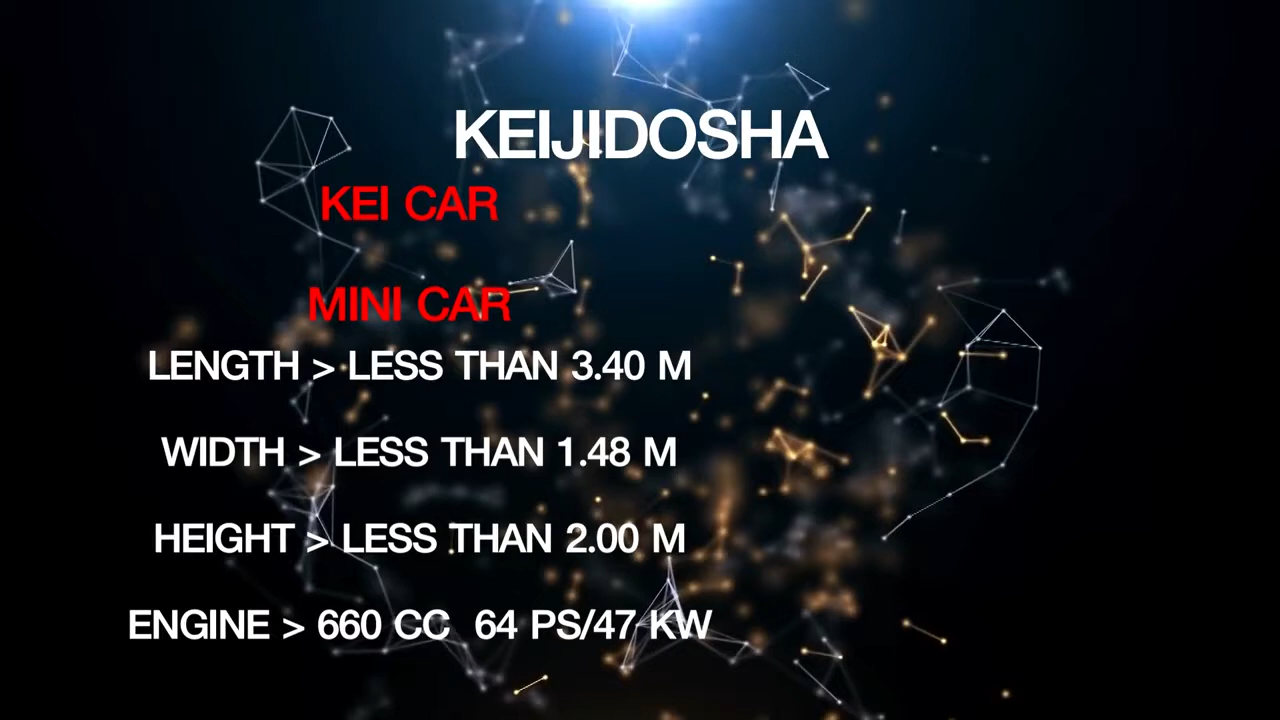 KEIJIDOSHA
KEI CAR
MINI CAR
LENGTH > LESS THAN 3.40 M
WIDTH > LESS THAN 1.48 M
HEIGHT > LESS THAN 2.00 M
ENGINE > 660 CC 64 PS/47 KW